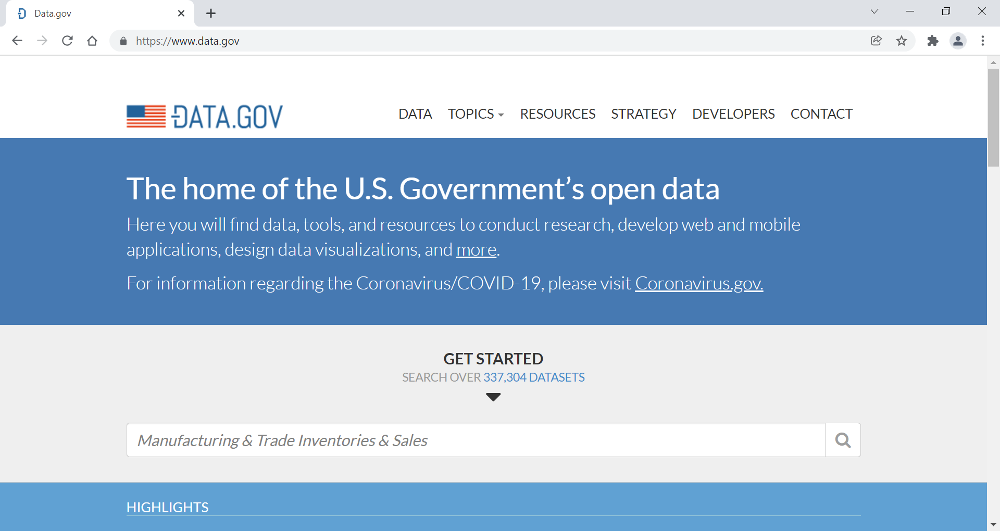 Data.gov
https://www.data.gov
DATA.GOV
DATA TOPICS RESOURCES STRATEGY DEVELOPERS CONTACT
The home of the U.S. Government’s open data
Here you will find data, tools, and resources to conduct research, develop web and mobile
applications, design data visualizations, and more.
For information regarding the Coronavirus/COVID-19, please visit Coronavirus.gov.
GET STARTED
SEARCH OVER 337,304 DATASETS
Manufacturing & Trade Inventories & Sales
HIGHLIGHTS